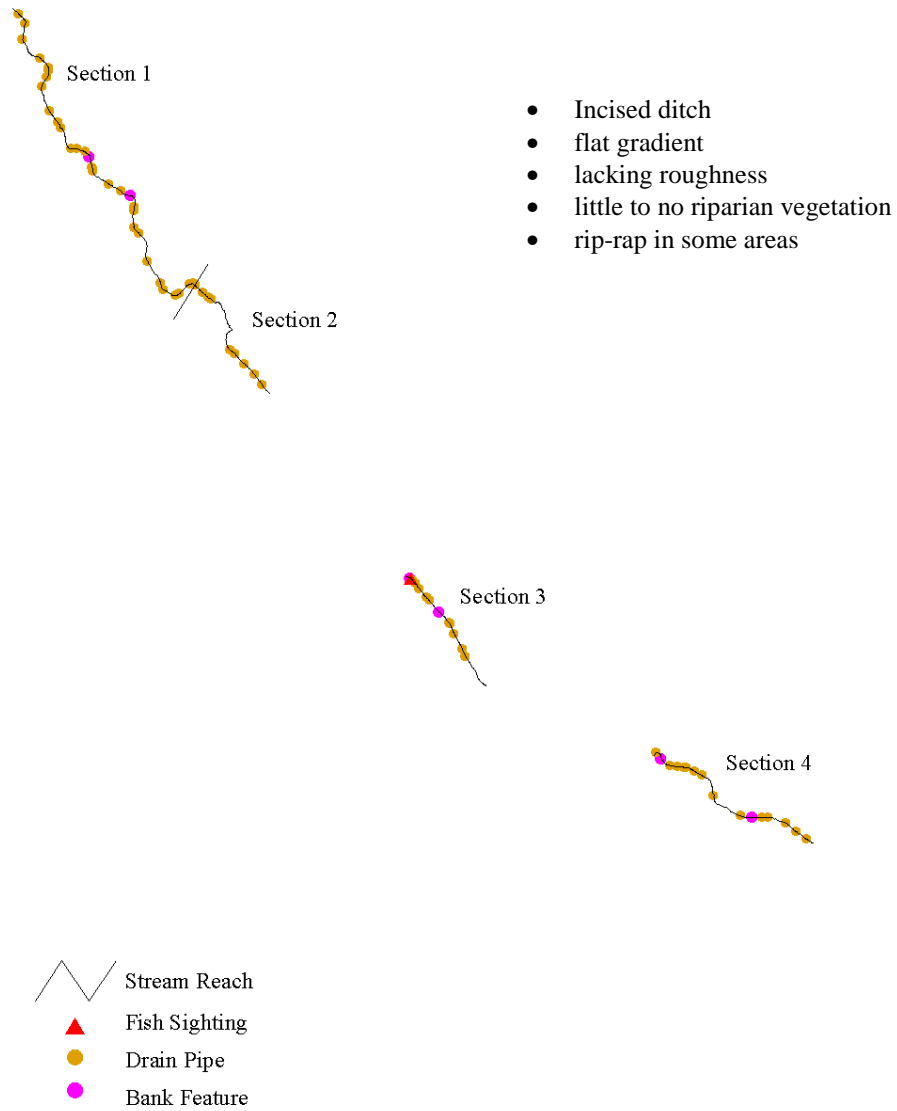 Section 1
• Incised ditch
• flat gradient
• lacking roughness
• little to no riparian vegetation
• rip-rap in some areas
Section 2
Section 3
Section 4
Stream Reach
Fish Sighting
Drain Pipe
Bank Feature